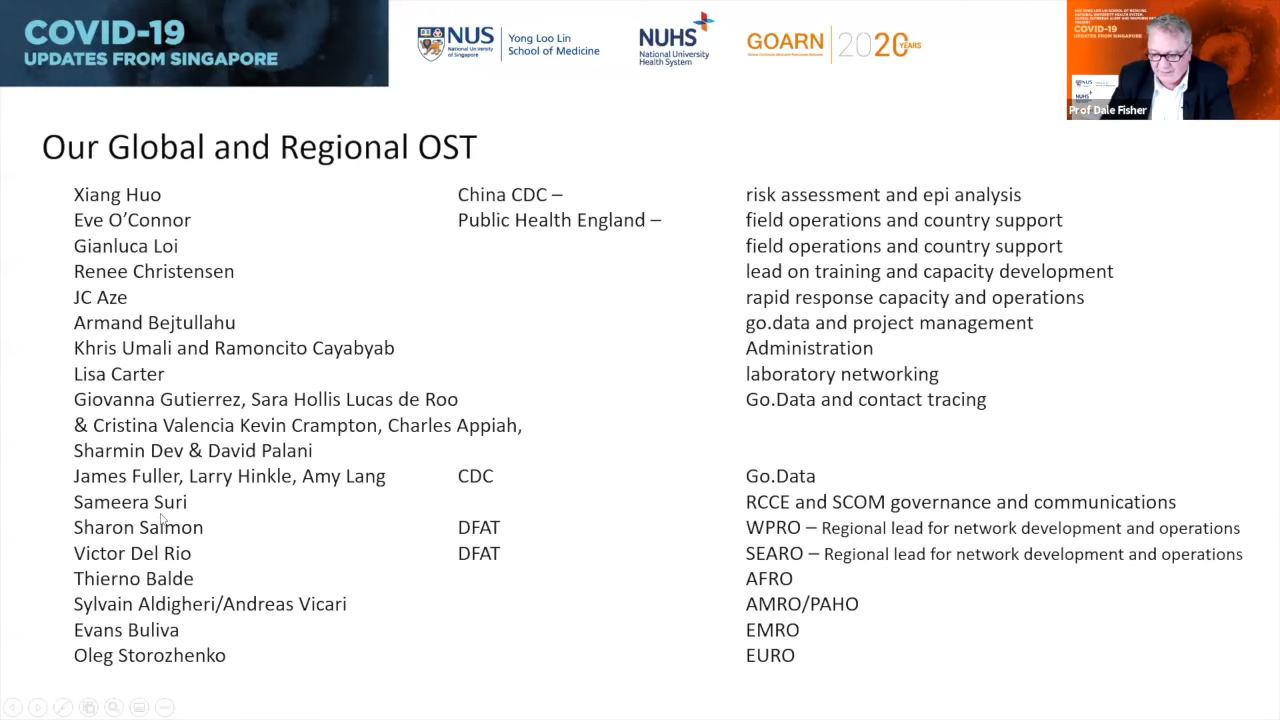 COVID-19
UPDATES FROM SINGAPORE
NUS
National University
of Singapore
Yong Loo Lin
School of Medicine
NUHS
National University
Health System
GOARN
2020 YEARS
COVID-19
UPDATES FROM SINGAPORE
NUHS
Prof Dale Fisher
Our Global and Regional OST
Xiang Huo China CDC – risk assessment and epi analysis
Eve O’Connor Public Health England – field operations and country support
Gianluca Loi field operations and country support
Renee Christensen lead on training and capacity development
JC Aze rapid response capacity and operations
Armand Bejtullahu go.data and project management
Khris Umali and Ramoncito Cayabyab Administration
Lisa Carter laboratory networking
Giovanna Gutierrez, Sara Hollis Lucas de Roo Go.Data and contact tracing
& Cristina Valencia Kevin Crampton, Charles Appiah,
Sharmin Dev & David Palani
James Fuller, Larry Hinkle, Amy Lang CDC Go.Data
Sameera Suri RCCE and SCOM governance and communications
Sharon Salmon DFAT WPRO – Regional lead for network development and operations
Victor Del Rio DFAT SEARO – Regional lead for network development and operations
Thierno Balde AFRO
Sylvain Aldigheri/Andreas Vicari AMRO/PAHO
Evans Buliva EMRO
Oleg Storozhenko EURO